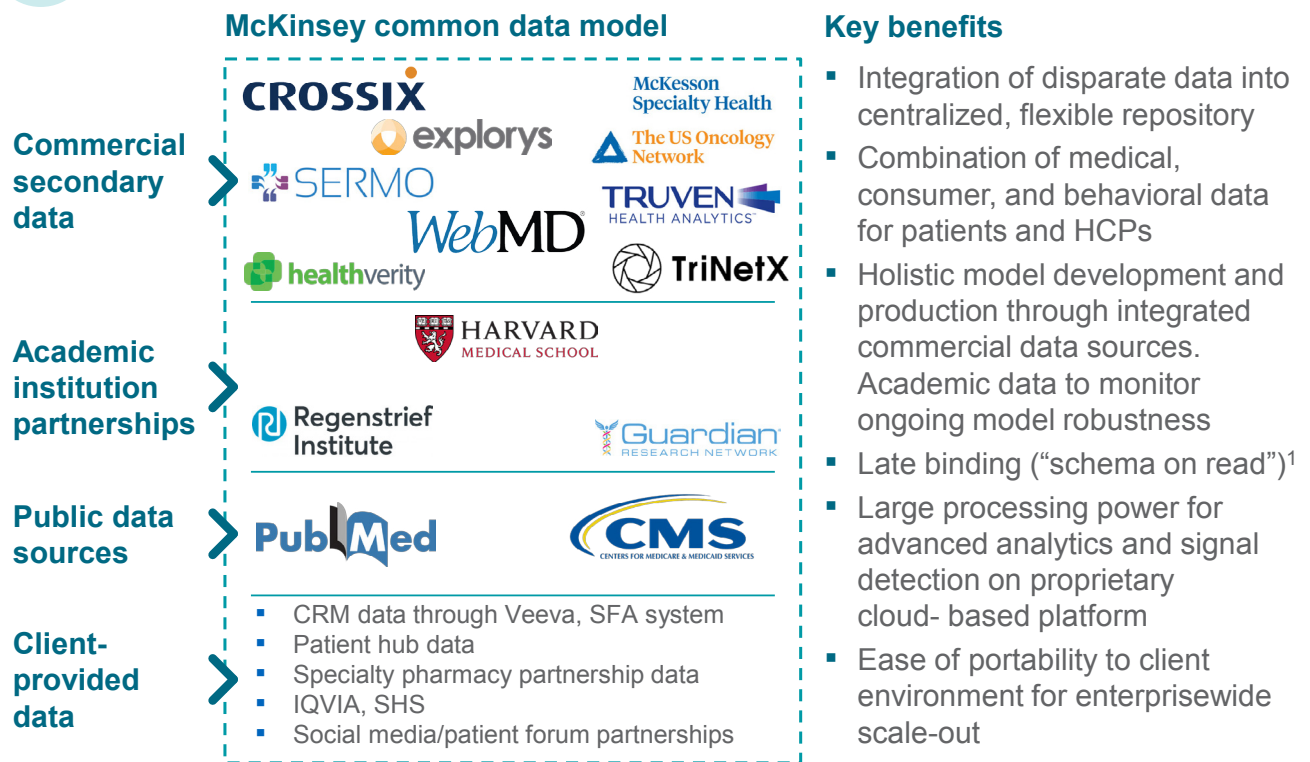 McKinsey common data model
Key benefits
Commercial
secondary
data
CROSSIX
McKesson
Specialty Health
explorys
The US Oncology
Network
SERMO
TRUVEN
HEALTH ANALYTICS
WebMD®
healthverity
TriNetX
Academic
institution
partnerships
HARVARD
MEDICAL SCHOOL
Regenstrief
Institute
Guardian
RESEARCH NETWORK
Public data
sources
PubMed
CMS
CENTERS FOR MEDICARE & MEDICAID SERVICES
Client-
provided
data
▪ CRM data through Veeva, SFA system
▪ Patient hub data
▪ Specialty pharmacy partnership data
▪ IQVIA, SHS
▪ Social media/patient forum partnerships
▪ Integration of disparate data into
centralized, flexible repository
▪ Combination of medical,
consumer, and behavioral data
for patients and HCPs
▪ Holistic model development and
production through integrated
commercial data sources.
Academic data to monitor
ongoing model robustness
▪ Late binding (“schema on read”)1
▪ Large processing power for
advanced analytics and signal
detection on proprietary
cloud- based platform
▪ Ease of portability to client
environment for enterprisewide
scale-out